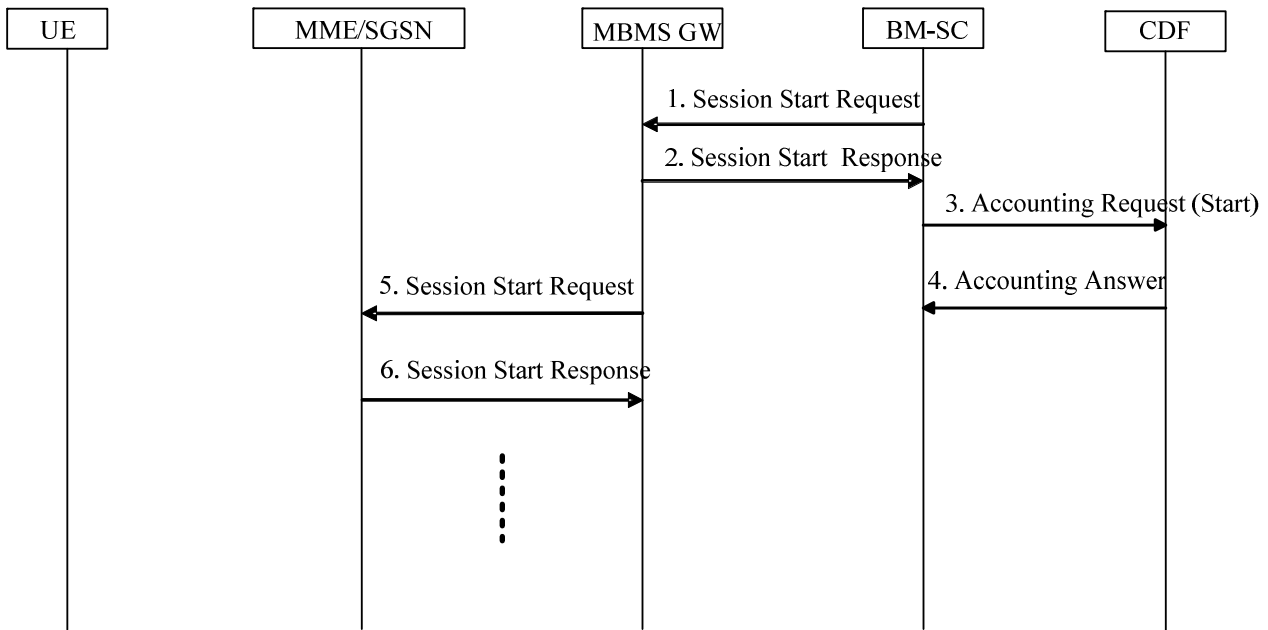 UE
MME/SGSN
MBMS GW
BM-SC
CDF
1. Session Start Request
2. Session Start Response
3. Accounting Request (Start)
4. Accounting Answer
5. Session Start Request
6. Session Start Response